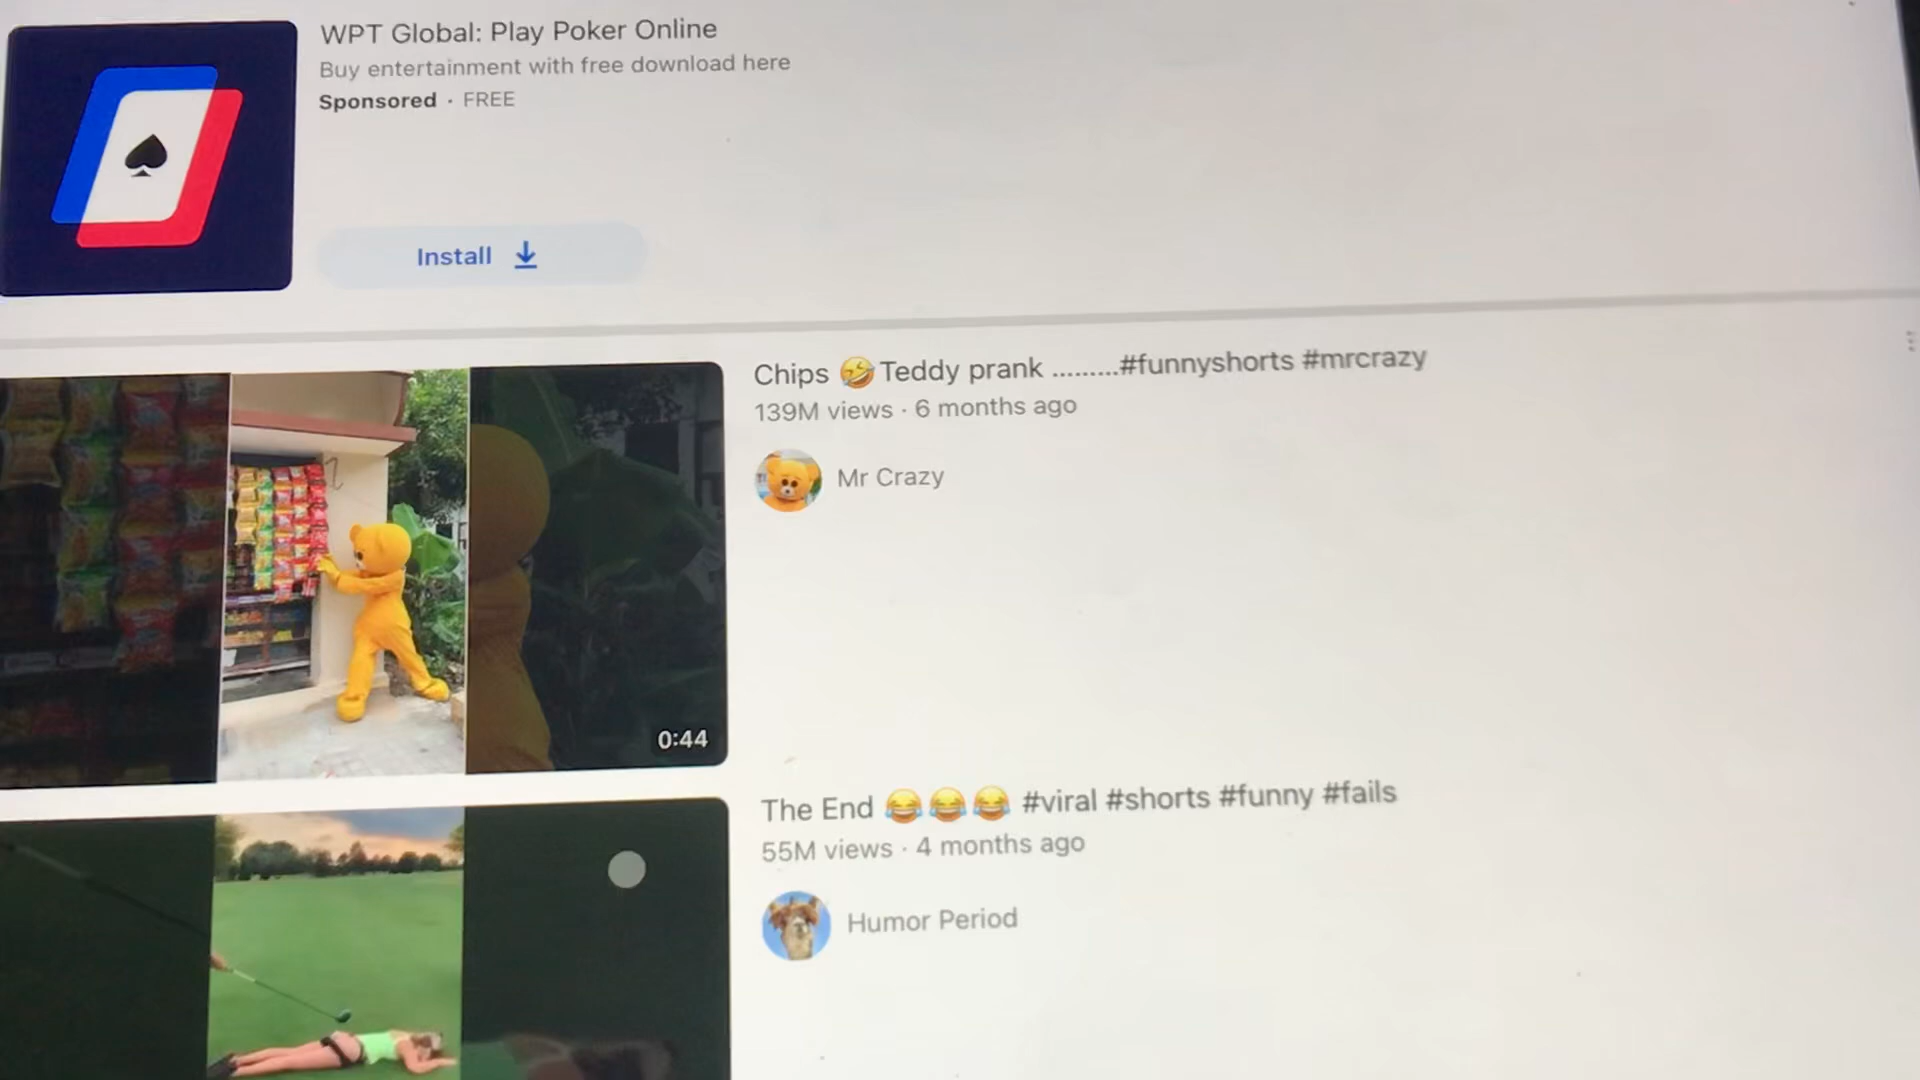 WPT Global: Play Poker Online
Buy entertainment with free download here
Sponsored · FREE
Install
Chips 🤣 Teddy prank .........#funnyshorts #mrcrazy
139M views · 6 months ago
Mr Crazy
0:44
The End 😂😂😂 #viral #shorts #funny #fails
55M views · 4 months ago
Humor Period